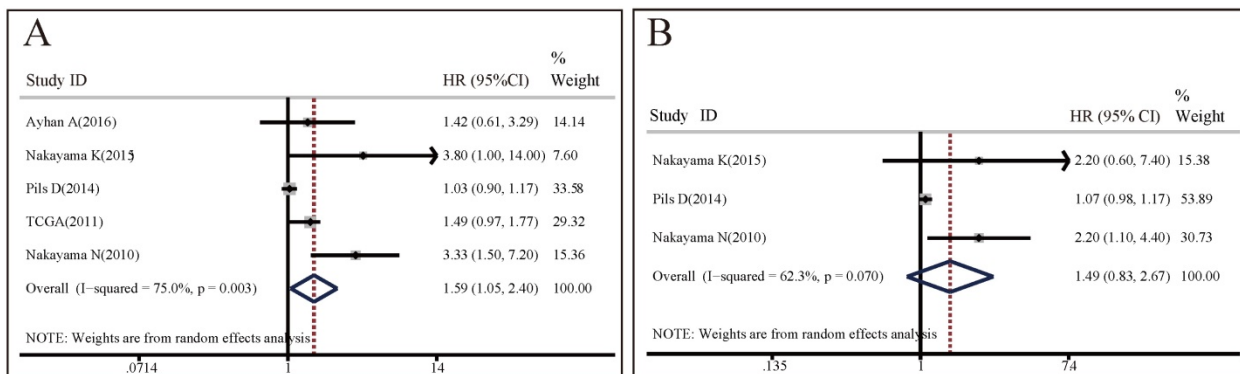 A
%
Study ID HR (95%CI) Weight
Ayhan A(2016) 1.42 (0.61, 3.29) 14.14
Nakayama K(2015) 3.80 (1.00, 14.00) 7.60
Pils D(2014) 1.03 (0.90, 1.17) 33.58
TCGA(2011) 1.49 (0.97, 1.77) 29.32
Nakayama N(2010) 3.33 (1.50, 7.20) 15.36
Overall (I-squared = 75.0%, p = 0.003) 1.59 (1.05, 2.40) 100.00
NOTE: Weights are from random effects analysis
.0714 1 14
B
%
Study ID HR (95% CI) Weight
Nakayama K(2015) 2.20 (0.60, 7.40) 15.38
Pils D(2014) 1.07 (0.98, 1.17) 53.89
Nakayama N(2010) 2.20 (1.10, 4.40) 30.73
Overall (I-squared = 62.3%, p = 0.070) 1.49 (0.83, 2.67) 100.00
NOTE: Weights are from random effects analysis
.135 1 74